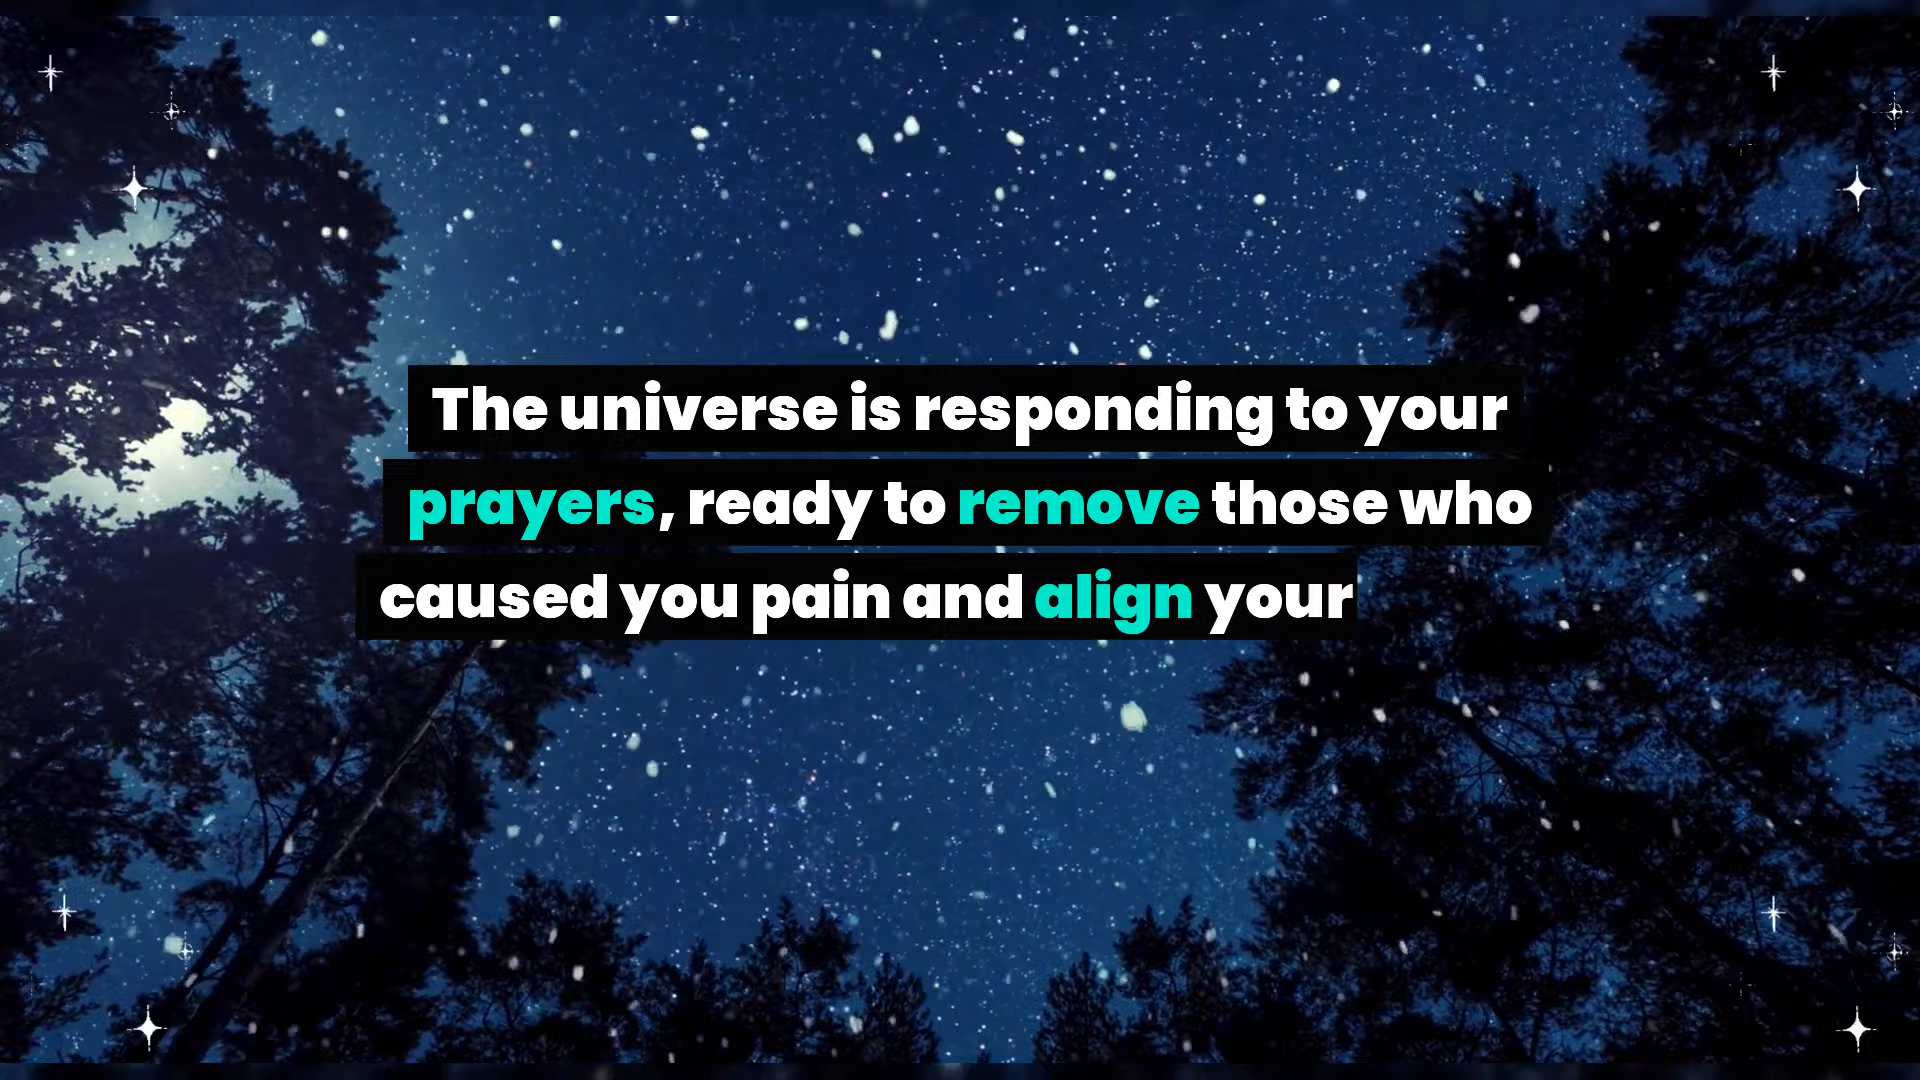 The universe is responding to your
prayers, ready to remove those who
caused you pain and align your